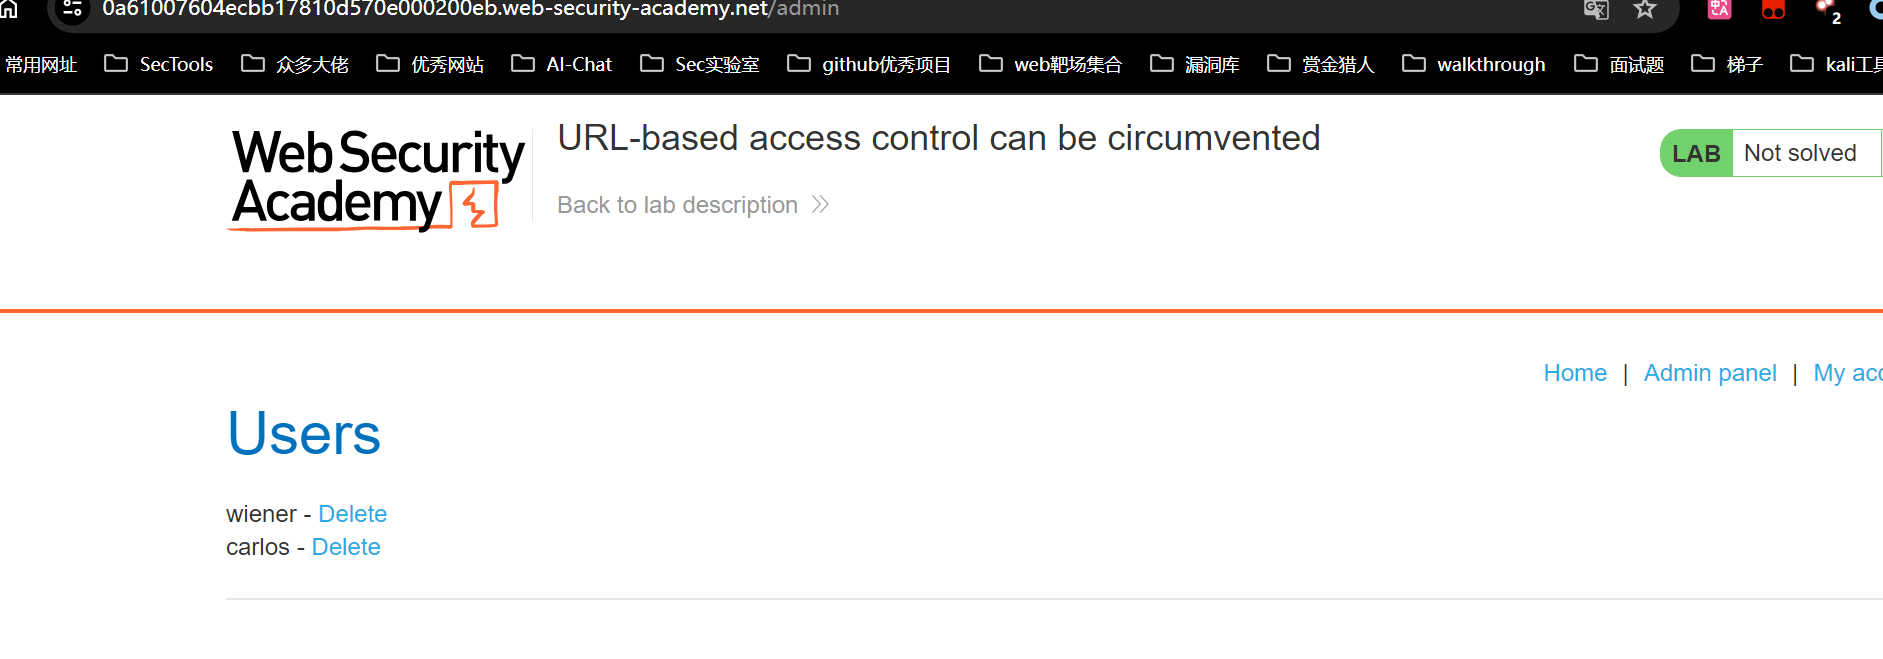 0a61007604ecbb17810d570e000200eb.web-security-academy.net/admin
2
常用网址 SecTools 众多大佬 优秀网站 AI-Chat Sec实验室 github优秀项目 web靶场集合 漏洞库 赏金猎人 walkthrough 面试题 梯子 kali工具
WebSecurity
Academy
URL-based access control can be circumvented
Back to lab description
LAB Not solved
Home | Admin panel | My acc
Users
wiener - Delete
carlos - Delete